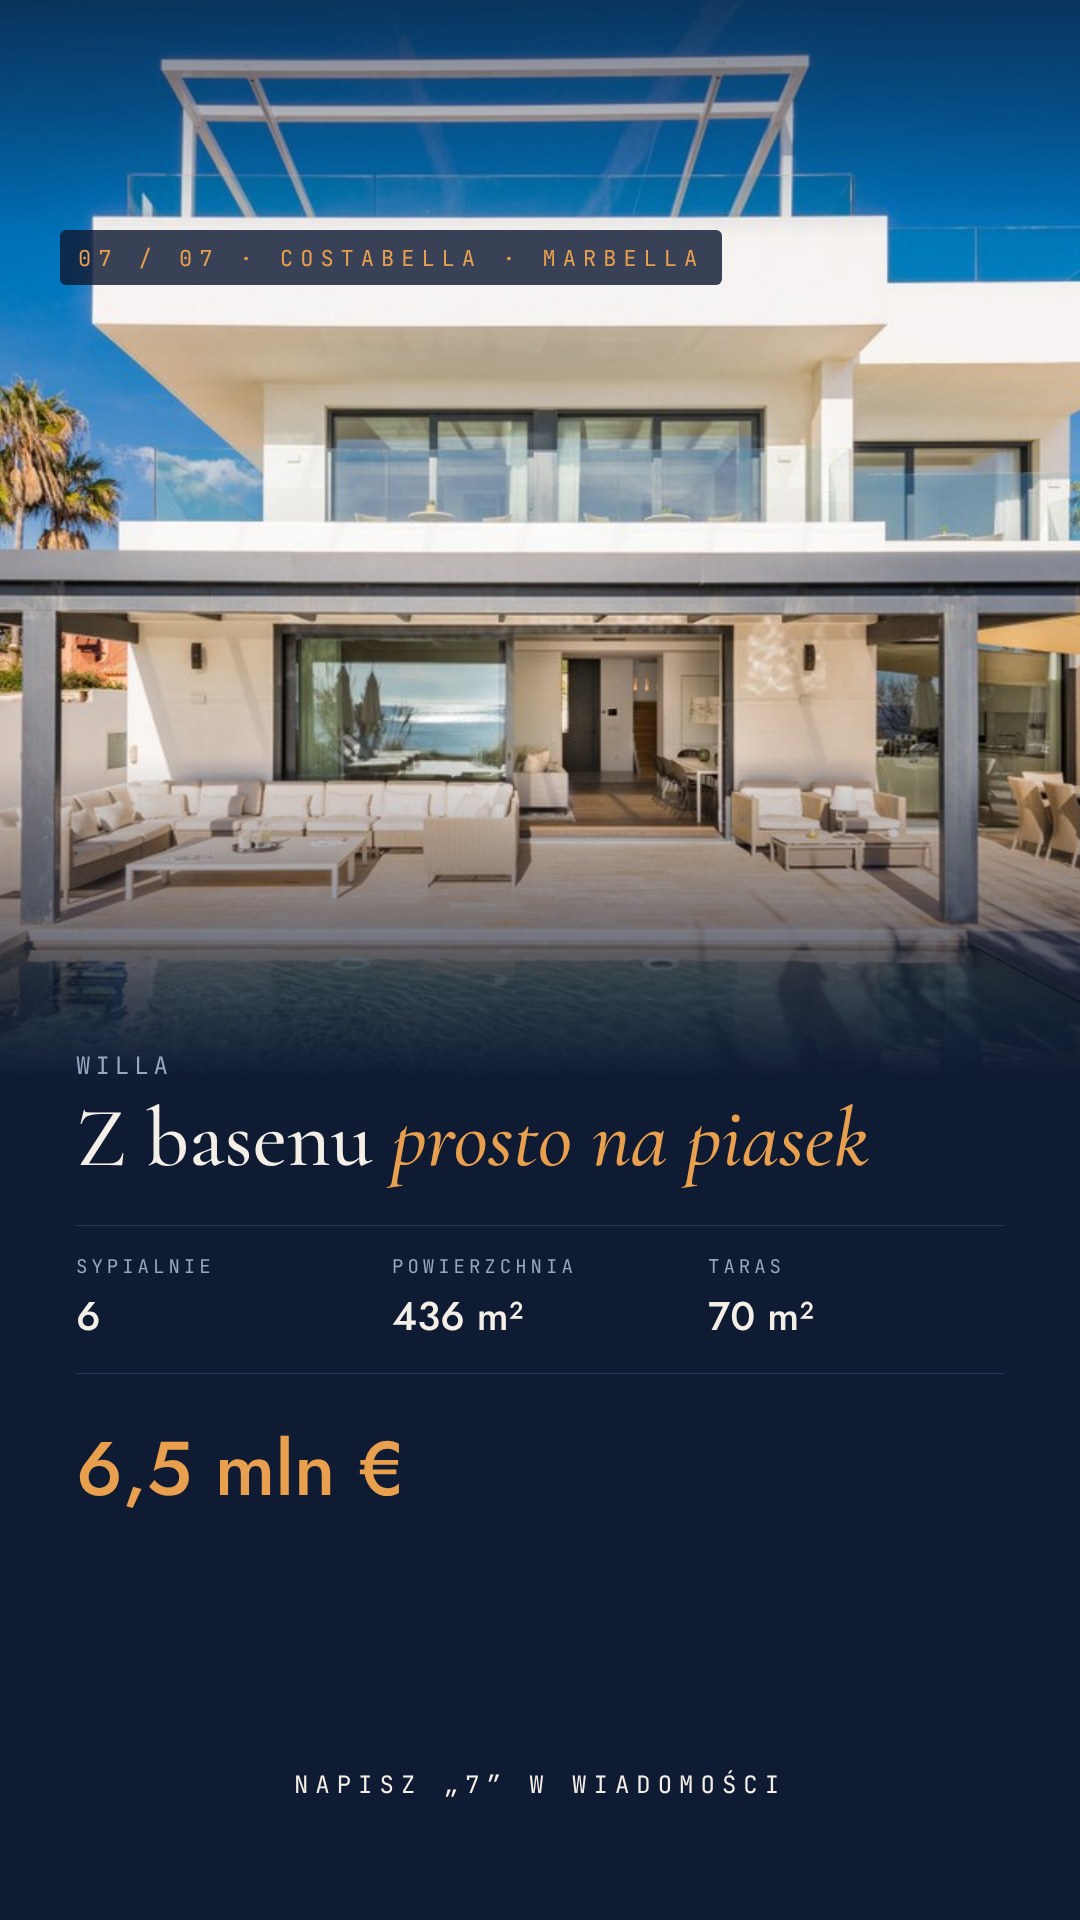 07 / 07 · COSTABELLA · MARBELLA
WILLA
Z basenu prosto na piasek
SYPIALNIE POWIERZCHNIA TARAS
6 436 m² 70 m²
6,5 mln €
NAPISZ „7” W WIADOMOŚCI